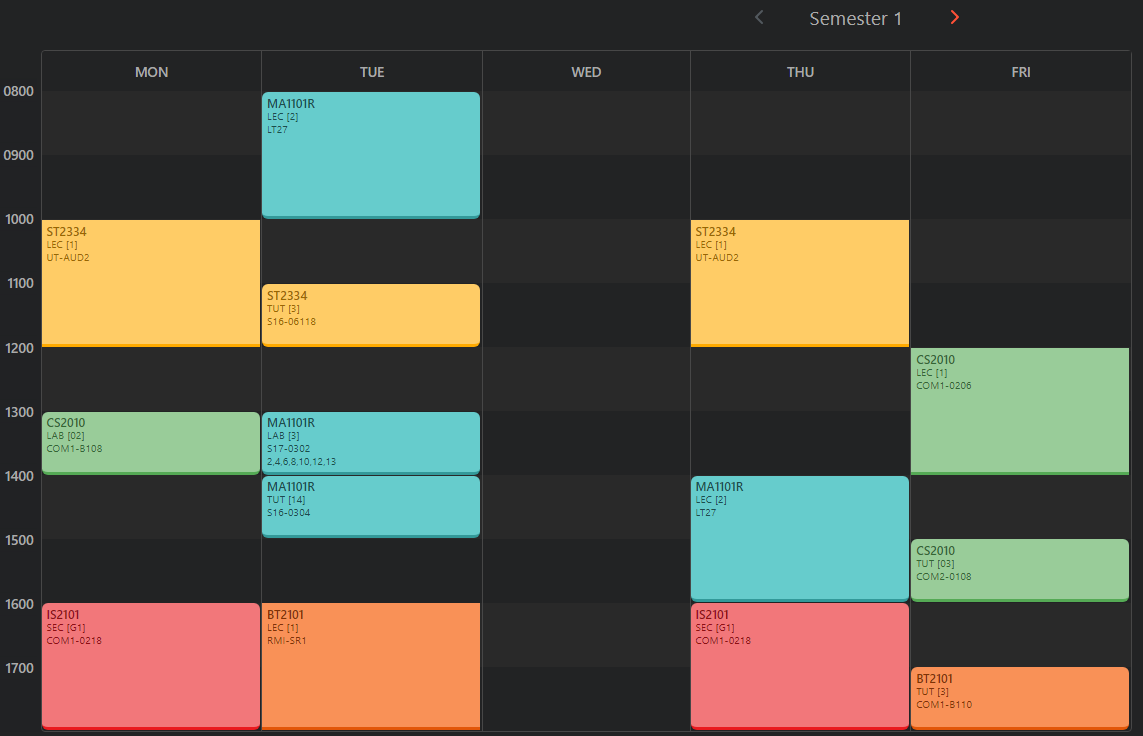 Semester 1
MON
TUE
WED
THU
FRI
0800
0900
1000
1100
1200
1300
1400
1500
1600
1700
ST2334
LEC [1]
UT-AUD2
CS2010
LAB [02]
COM1-B108
IS2101
SEC [G1]
COM1-0218
MA1101R
LEC [2]
LT27
ST2334
TUT [3]
S16-06118
MA1101R
LAB [3]
S17-0302
2,4,6,8,10,12,13
MA1101R
TUT [14]
S16-0304
BT2101
LEC [1]
RMI-SR1
ST2334
LEC [1]
UT-AUD2
MA1101R
LEC [2]
LT27
IS2101
SEC [G1]
COM1-0218
CS2010
LEC [1]
COM1-0206
CS2010
TUT [03]
COM2-0108
BT2101
TUT [3]
COM1-B110